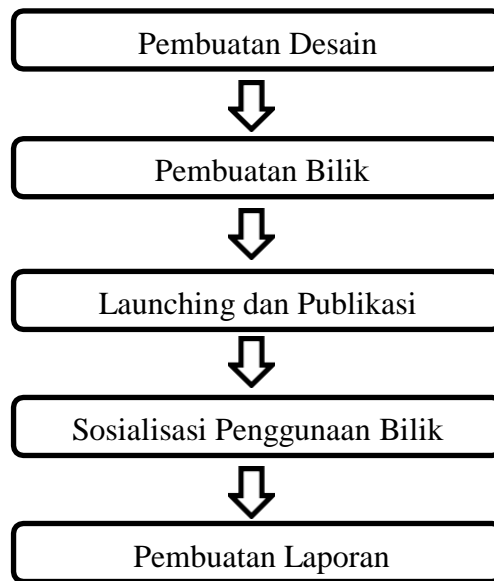 Pembuatan Desain
Pembuatan Bilik
Launching dan Publikasi
Sosialisasi Penggunaan Bilik
Pembuatan Laporan